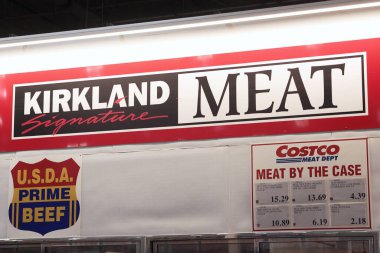 KIRKLAND
Signature
MEAT
U.S.D.A.
PRIME
BEEF
COSTCO
MEAT DEPT
MEAT BY THE CASE
15.29 13.69 4.39
10.89 6.19 2.18